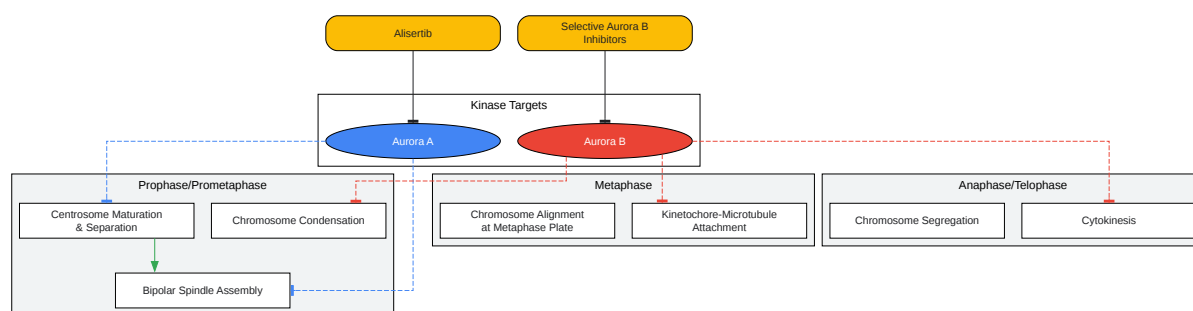 Alisertib
Selective Aurora B
Inhibitors
Kinase Targets
Aurora A
Aurora B
Prophase/Prometaphase
Metaphase
Anaphase/Telophase
Centrosome Maturation
& Separation
Chromosome Condensation
Chromosome Alignment
at Metaphase Plate
Kinetochore-Microtubule
Attachment
Chromosome Segregation
Cytokinesis
Bipolar Spindle Assembly